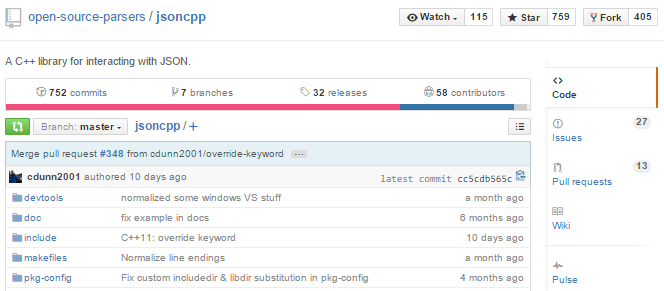 open-source-parsers / jsoncpp Watch 115 Star 759 Fork 405
A C++ library for interacting with JSON.
752 commits 7 branches 32 releases 58 contributors
Branch: master jsoncpp / +
Merge pull request #348 from cdunn2001/override-keyword ...
cdunn2001 authored 10 days ago latest commit cc5cdb565c
devtools normalized some windows VS stuff a month ago
doc fix example in docs 6 months ago
include C++11: override keyword 10 days ago
makefiles Normalize line endings a month ago
pkg-config Fix custom includedir & libdir substitution in pkg-config 4 months ago
Code
Issues 27
Pull requests 13
Wiki
Pulse